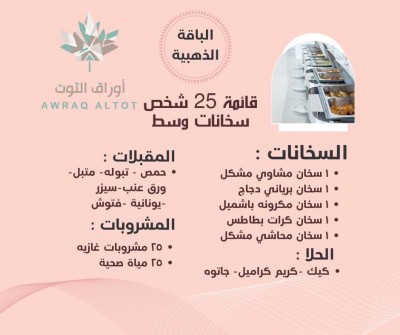 الباقة
الذهبية
أوراق التوت
AWRAQ ALTOT
قائمة 25 شخص
سخانات وسط
السخانات :
١ سخان مشاوي مشكل
١ سخان برياني دجاج
١ سخان مكرونه باشميل
١ سخان كرات بطاطس
١ سخان محاشي مشكل
الحلا :
كيك -كريم كراميل- جاتوه
المقبلات :
حمص - تبوله- متبل-
ورق عنب-سيزر
-يونانية -فتوش
المشروبات :
٢٥ مشروبات غازيه
٢٥ مياة صحية